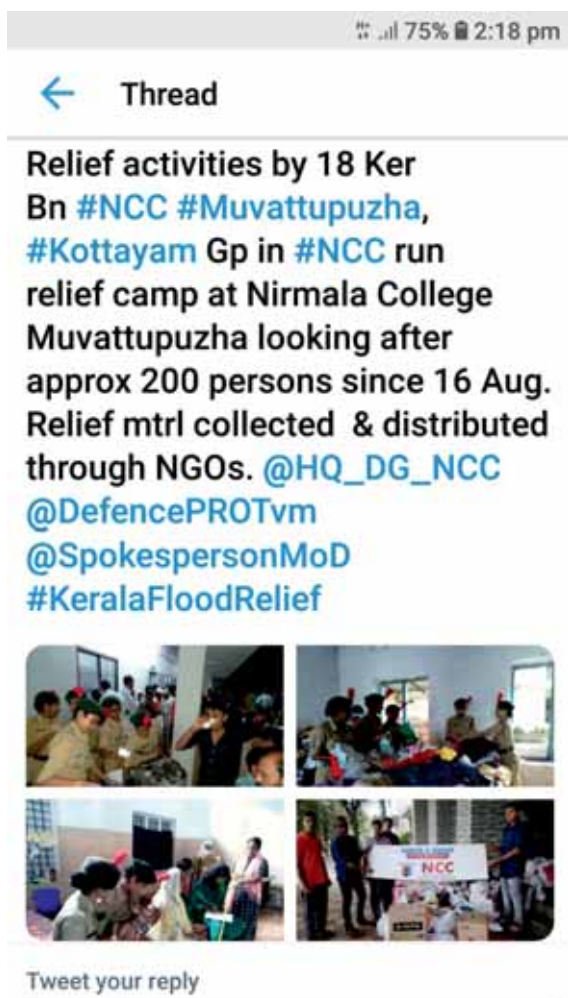 75% 2:18 pm
Thread
Relief activities by 18 Ker
Bn #NCC #Muvattupuzha,
#Kottayam Gp in #NCC run
relief camp at Nirmala College
Muvattupuzha looking after
approx 200 persons since 16 Aug.
Relief mtrl collected & distributed
through NGOs. @HQ_DG_NCC
@DefencePROTvm
@SpokespersonMoD
#KeralaFloodRelief
NCC
Tweet your reply